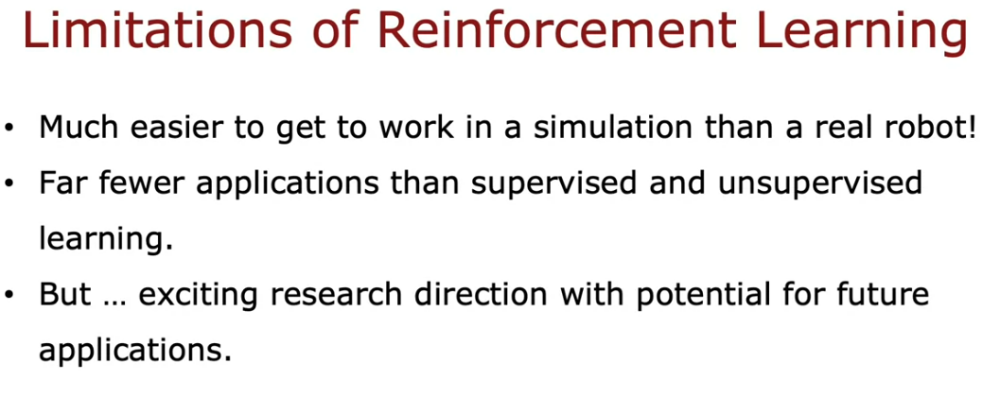 Limitations of Reinforcement Learning
• Much easier to get to work in a simulation than a real robot!
• Far fewer applications than supervised and unsupervised
learning.
• But ... exciting research direction with potential for future
applications.